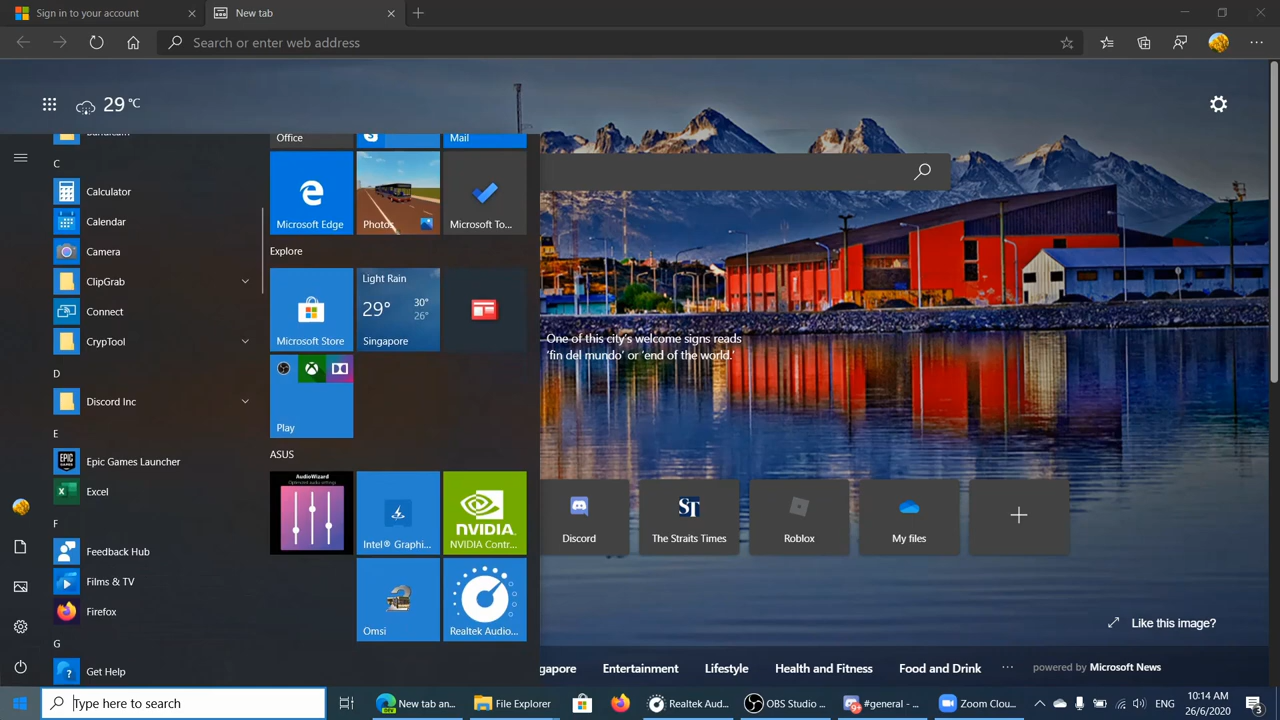 Sign in to your account
New tab
Search or enter web address
29 °C
C
Calculator
Calendar
Camera
ClipGrab
Connect
CrypTool
D
Discord Inc
E
Epic Games Launcher
Excel
F
Feedback Hub
Films & TV
Firefox
G
Get Help
Office
Mail
Microsoft Edge
Photos
Microsoft To...
Explore
Microsoft Store
Light Rain
29°
30°
26°
Singapore
Play
ASUS
AudioWizard
Intel® Graphi...
NVIDIA
NVIDIA Contr...
Omsi
Realtek Audio...
One of this city's welcome signs reads
'fin del mundo' or 'end of the world.'
Discord
ST
The Straits Times
Roblox
My files
Like this image?
gapore
Entertainment
Lifestyle
Health and Fitness
Food and Drink
...
powered by Microsoft News
Type here to search
New tab an...
File Explorer
Realtek Aud...
OBS Studio ...
#general - ...
Zoom Clou...
ENG
10:14 AM
26/6/2020
3